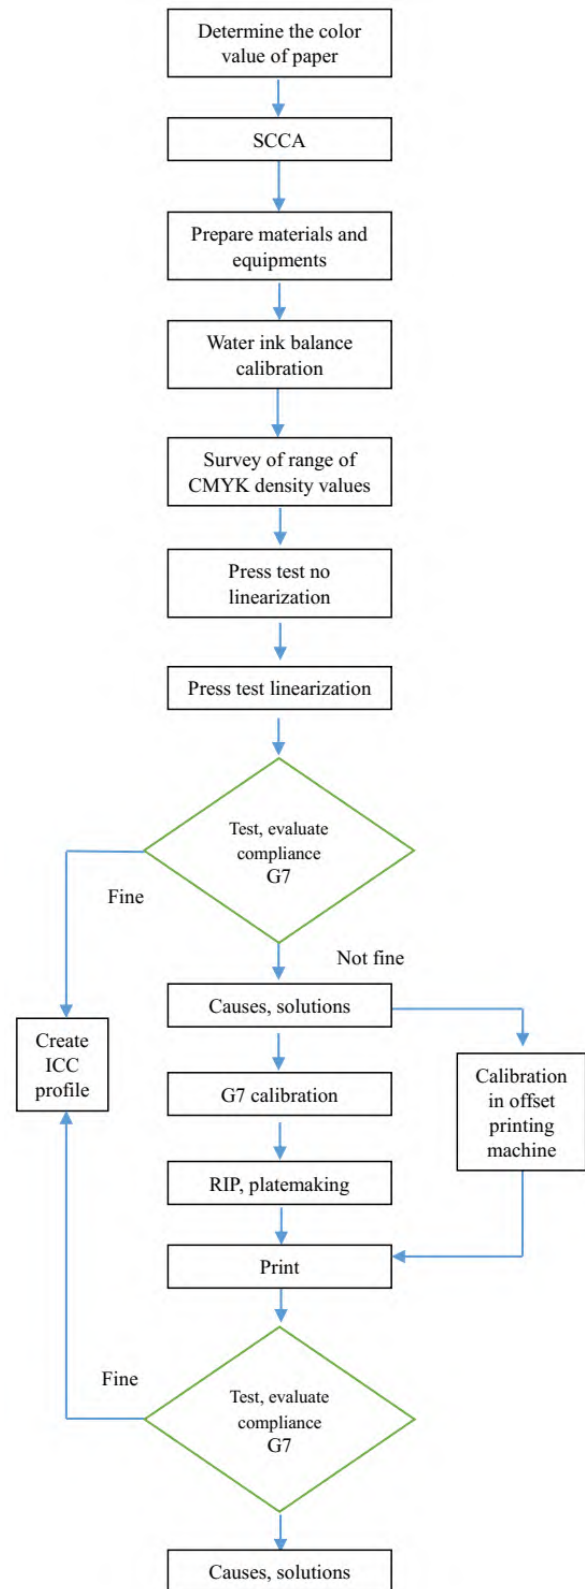 Determine the color
value of paper
SCCA
Prepare materials and
equipments
Water ink balance
calibration
Survey of range of
CMYK density values
Press test no
linearization
Press test linearization
Test, evaluate
compliance
G7
Fine
Not fine
Causes, solutions
Create
ICC
profile
Calibration
in offset
printing
machine
G7 calibration
RIP, platemaking
Print
Fine
Test, evaluate
compliance
G7
Causes, solutions